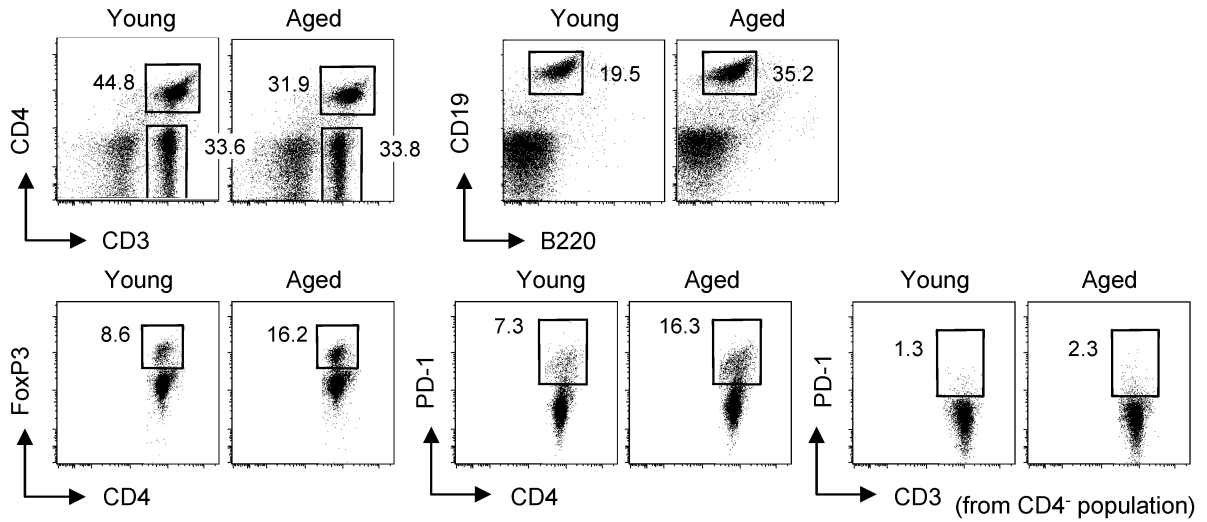 Young Aged Young Aged
CD4
44.8
33.6
31.9
33.8
CD3
CD19
19.5
35.2
B220
Young Aged Young Aged Young Aged
FoxP3
8.6
16.2
CD4
PD-1
7.3
16.3
CD4
PD-1
1.3
2.3
CD3 (from CD4⁻ population)